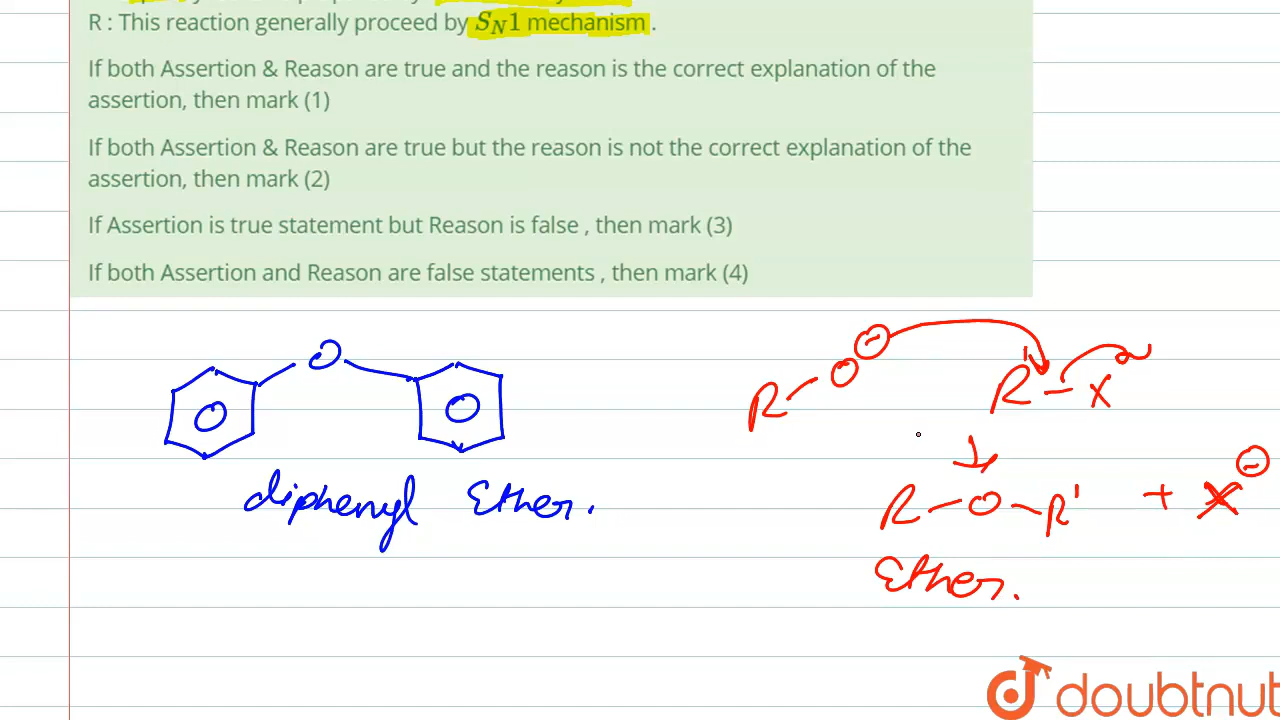 R : This reaction generally proceed by S_N1 mechanism .
If both Assertion & Reason are true and the reason is the correct explanation of the
assertion, then mark (1)
If both Assertion & Reason are true but the reason is not the correct explanation of the
assertion, then mark (2)
If Assertion is true statement but Reason is false , then mark (3)
If both Assertion and Reason are false statements , then mark (4)
O
R-O⊖ R'-X
diphenyl Ether.
R-O-R' + X⊖
Ether.
doubtnut